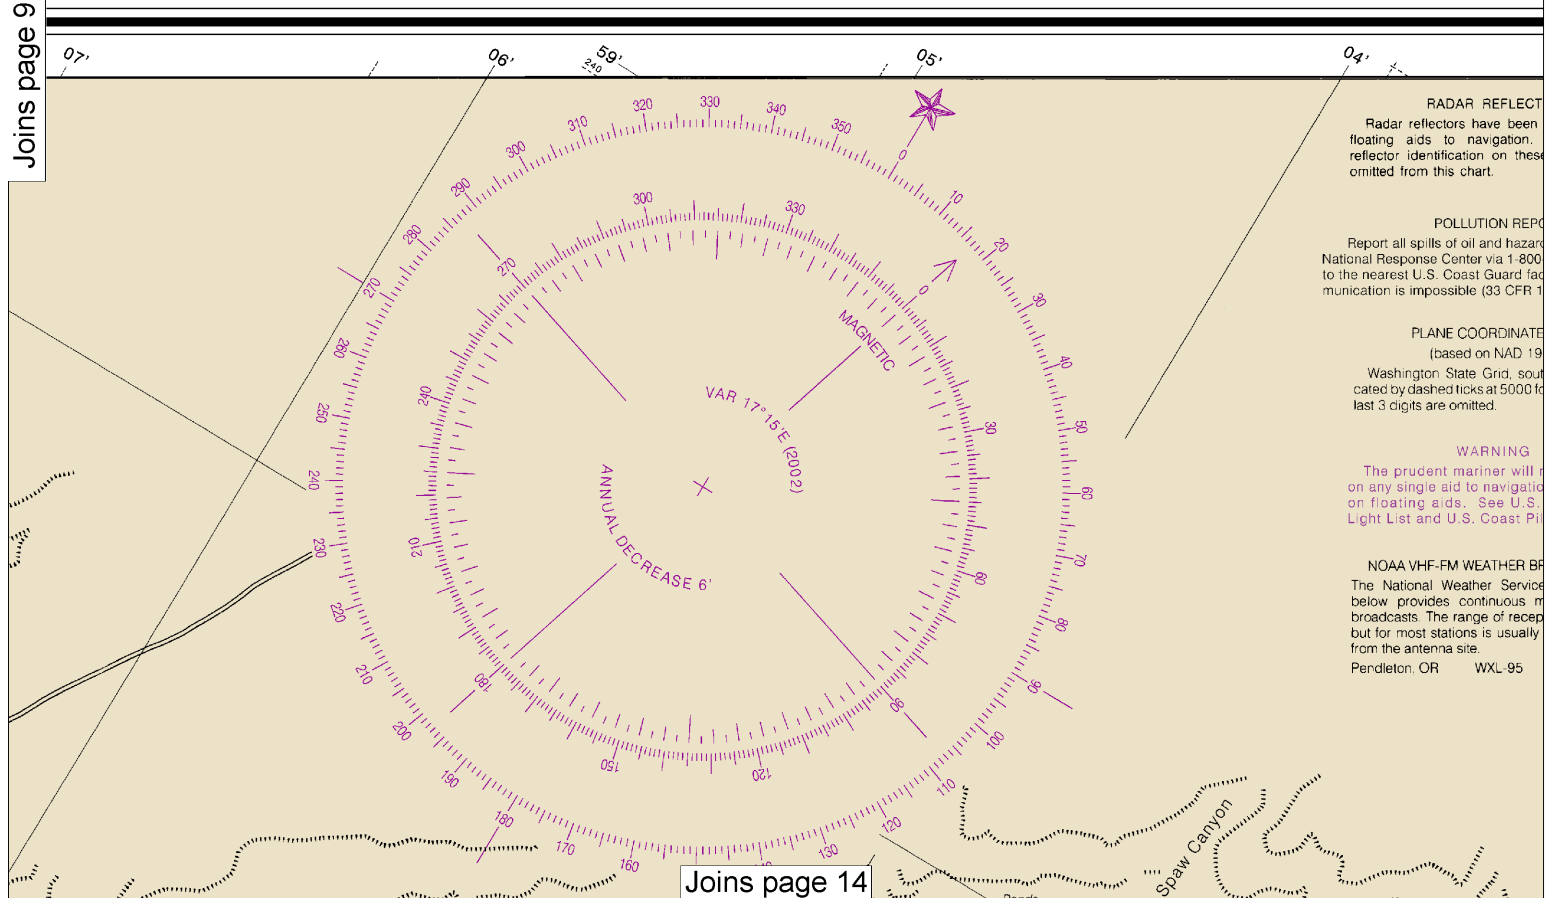 Joins page 9
07'
06'
59'
240
05'
04'
320
330
340
350
0
10
20
30
40
50
60
70
80
90
100
110
120
130
160
170
180
190
200
210
220
230
240
250
260
270
280
290
300
310
300
330
0
30
60
90
120
150
180
210
240
270
MAGNETIC
VAR 17°15'E (2002)
ANNUAL DECREASE 6'
RADAR REFLECT
Radar reflectors have been
floating aids to navigation.
reflector identification on these
omitted from this chart.
POLLUTION REPO
Report all spills of oil and hazard
National Response Center via 1-800-
to the nearest U.S. Coast Guard fac
munication is impossible (33 CFR 1
PLANE COORDINATE
(based on NAD 19
Washington State Grid, sout
cated by dashed ticks at 5000 fo
last 3 digits are omitted.
WARNING
The prudent mariner will
on any single aid to navigatio
on floating aids. See U.S.
Light List and U.S. Coast Pil
NOAA VHF-FM WEATHER BR
The National Weather Service
below provides continuous
broadcasts. The range of recep
but for most stations is usually
from the antenna site.
Pendleton, OR WXL-95
Spaw Canyon
Joins page 14